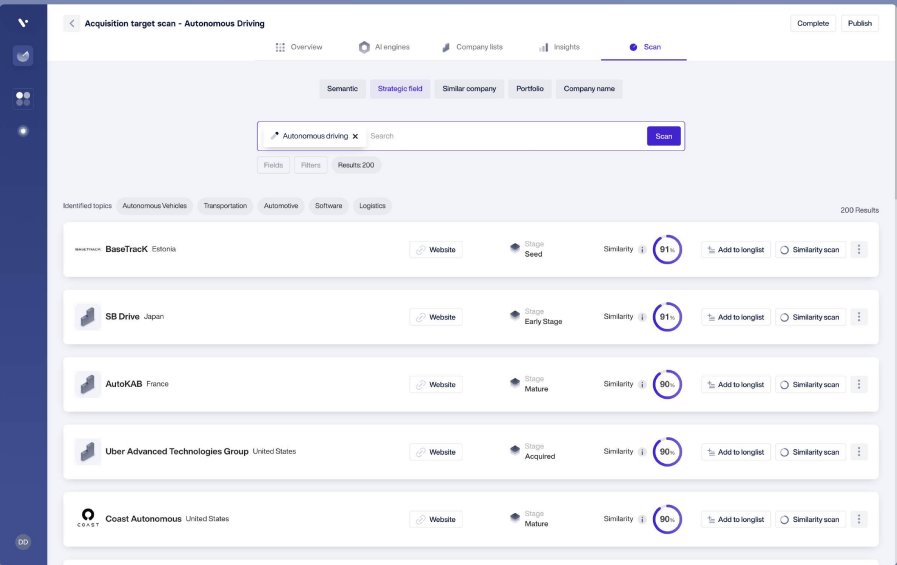 Acquisition target scan - Autonomous Driving
Complete
Publish
Overview
AI engines
Company lists
Insights
Scan
Semantic
Strategic field
Similar company
Portfolio
Company name
Autonomous driving
Search
Scan
Fields
Filters
Results: 200
Identified topics
Autonomous Vehicles
Transportation
Automotive
Software
Logistics
200 Results
BASETRACK
BaseTracK Estonia
Website
Stage
Seed
Similarity
91%
Add to longlist
Similarity scan
SB Drive Japan
Website
Stage
Early Stage
Similarity
91%
Add to longlist
Similarity scan
AutoKAB France
Website
Stage
Mature
Similarity
90%
Add to longlist
Similarity scan
Uber Advanced Technologies Group United States
Website
Stage
Acquired
Similarity
90%
Add to longlist
Similarity scan
COAST
Coast Autonomous United States
Website
Stage
Mature
Similarity
90%
Add to longlist
Similarity scan
DD